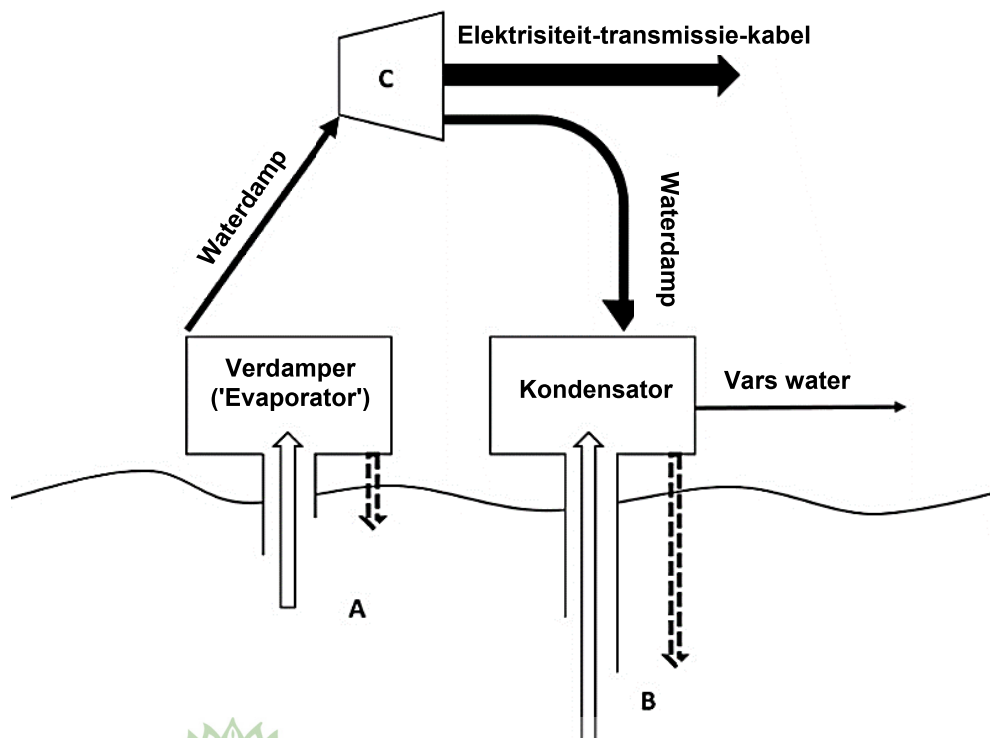 Elektrisiteit-transmissie-kabel
C
Waterdamp
Waterdamp
Verdamper
('Evaporator')
Kondensator
Vars water
A
B